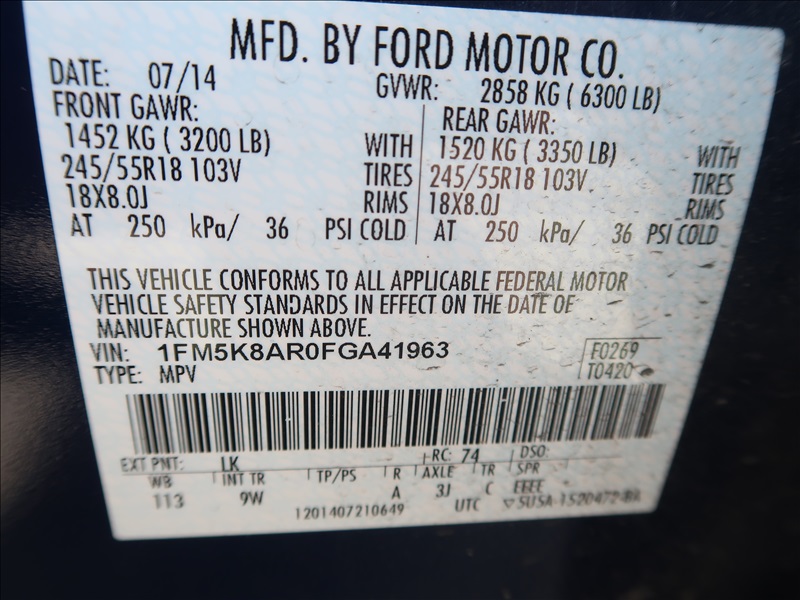 MFD. BY FORD MOTOR CO.
DATE: 07/14 GVWR: 2858 KG ( 6300 LB)
FRONT GAWR: REAR GAWR:
1452 KG ( 3200 LB) WITH 1520 KG ( 3350 LB) WITH
245/55R18 103V TIRES 245/55R18 103V TIRES
18X8.0J RIMS 18X8.0J RIMS
AT 250 kPa/ 36 PSI COLD AT 250 kPa/ 36 PSI COLD
THIS VEHICLE CONFORMS TO ALL APPLICABLE FEDERAL MOTOR
VEHICLE SAFETY STANDARDS IN EFFECT ON THE DATE OF
MANUFACTURE SHOWN ABOVE.
VIN: 1FM5K8AR0FGA41963 F0269
TYPE: MPV T0420
EXT PNT: LK RC: 74 DSO:
WB INT TR TP/PS R AXLE TR SPR
113 9W A 3J C EEEE
1201407210649 UTC